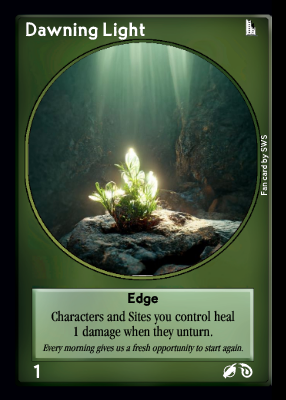 Dawning Light
Fan card by SWS
Edge
Characters and Sites you control heal
1 damage when they unturn.
Every morning gives us a fresh opportunity to start again.
1